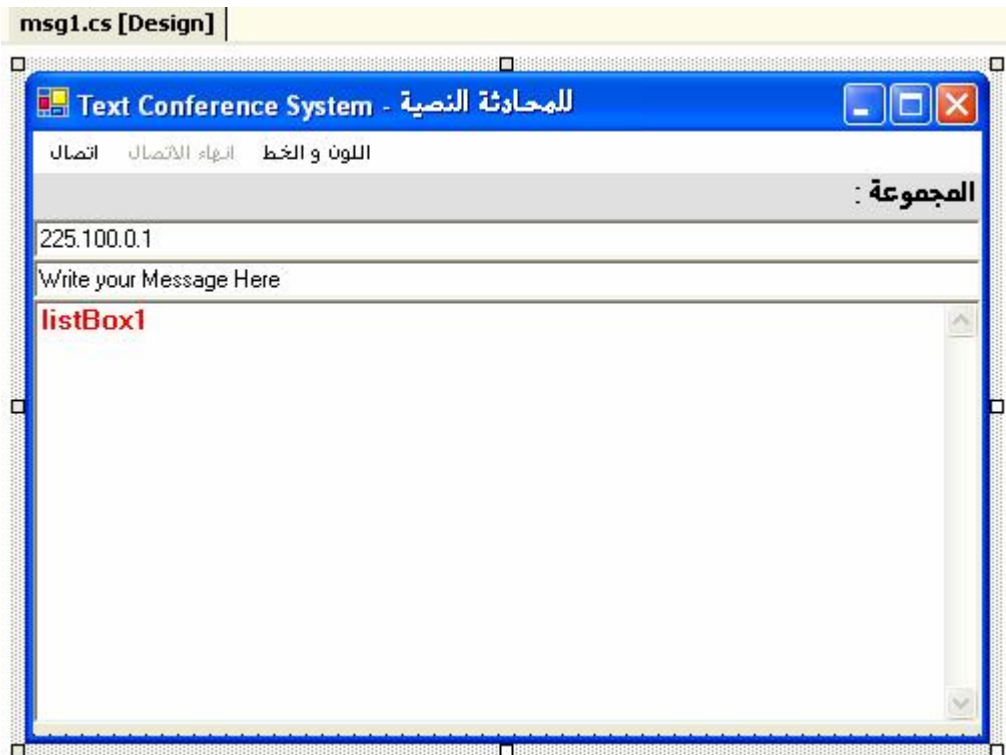 msg1.cs [Design]
Text Conference System - للمحادثة النصية
اتصال انهاء الاتصال اللون و الخط
المجموعة :
225.100.0.1
Write your Message Here
listBox1